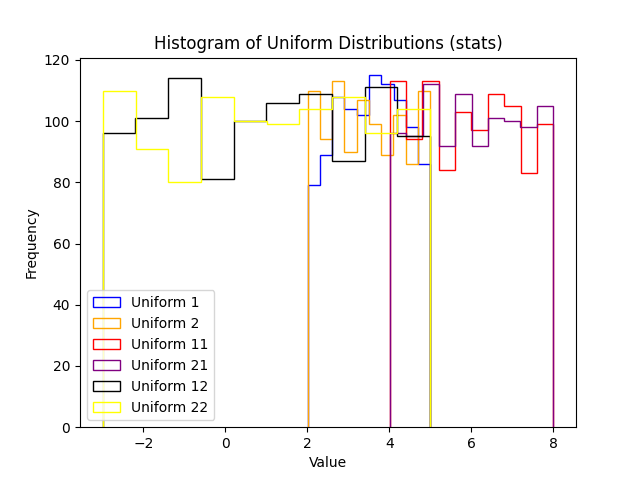 Histogram of Uniform Distributions (stats)
120
100
80
60
40
20
0
Frequency
Uniform 1
Uniform 2
Uniform 11
Uniform 21
Uniform 12
Uniform 22
−2 0 2 4 6 8
Value